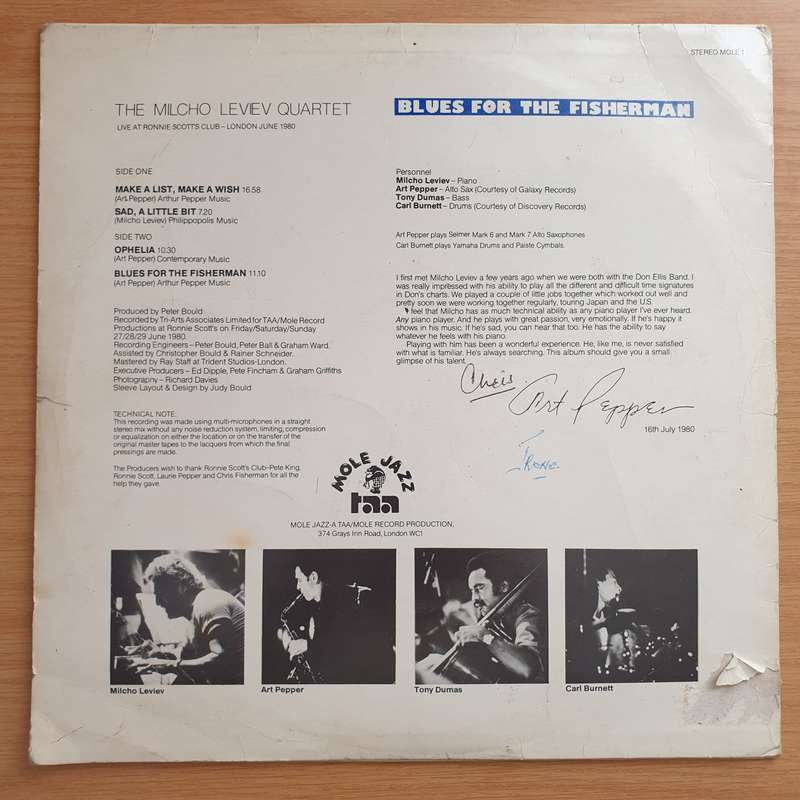 STEREO MOLE 1
THE MILCHO LEVIEV QUARTET
LIVE AT RONNIE SCOTT'S CLUB – LONDON JUNE 1980
BLUES FOR THE FISHERMAN
SIDE ONE
MAKE A LIST, MAKE A WISH 16.58
(Art Pepper) Arthur Pepper Music
SAD, A LITTLE BIT 7.20
(Milcho Leviev) Philippopolis Music
SIDE TWO
OPHELIA 10.30
(Art Pepper) Contemporary Music
BLUES FOR THE FISHERMAN 11.10
(Art Pepper) Arthur Pepper Music
Produced by Peter Bould
Recorded by Tri-Arts Associates Limited for TAA/Mole Record
Productions at Ronnie Scott's on Friday/Saturday/Sunday
27/28/29 June 1980.
Recording Engineers – Peter Bould, Peter Ball & Graham Ward.
Assisted by Christopher Bould & Rainer Schneider.
Mastered by Ray Staff at Trident Studios-London.
Executive Producers – Ed Dipple, Pete Fincham & Graham Griffiths
Photography – Richard Davies
Sleeve Layout & Design by Judy Bould
TECHNICAL NOTE:
This recording was made using multi-microphones in a straight
stereo mix without any noise reduction system, limiting, compression
or equalization on either the location or on the transfer of the
original master tapes to the lacquers from which the final
pressings are made.
The Producers wish to thank Ronnie Scott's Club-Pete King,
Ronnie Scott, Laurie Pepper and Chris Fisherman for all the
help they gave.
Personnel
Milcho Leviev – Piano
Art Pepper – Alto Sax (Courtesy of Galaxy Records)
Tony Dumas – Bass
Carl Burnett – Drums (Courtesy of Discovery Records)
Art Pepper plays Selmer Mark 6 and Mark 7 Alto Saxophones
Carl Burnett plays Yamaha Drums and Paiste Cymbals.
I first met Milcho Leviev a few years ago when we were both with the Don Ellis Band. I
was really impressed with his ability to play all the different and difficult time signatures
in Don's charts. We played a couple of little jobs together which worked out well and
pretty soon we were working together regularly, touring Japan and the U.S.
I feel that Milcho has as much technical ability as any piano player I've ever heard.
Any piano player. And he plays with great passion, very emotionally. If he's happy it
shows in his music. If he's sad, you can hear that too. He has the ability to say
whatever he feels with his piano.
Playing with him has been a wonderful experience. He, like me, is never satisfied
with what is familiar. He's always searching. This album should give you a small
glimpse of his talent.
Chris
Art Pepper
16th July 1980
MOLE JAZZ
taa
MOLE JAZZ-A TAA/MOLE RECORD PRODUCTION,
374 Grays Inn Road, London WC1
Milcho Leviev
Art Pepper
Tony Dumas
Carl Burnett